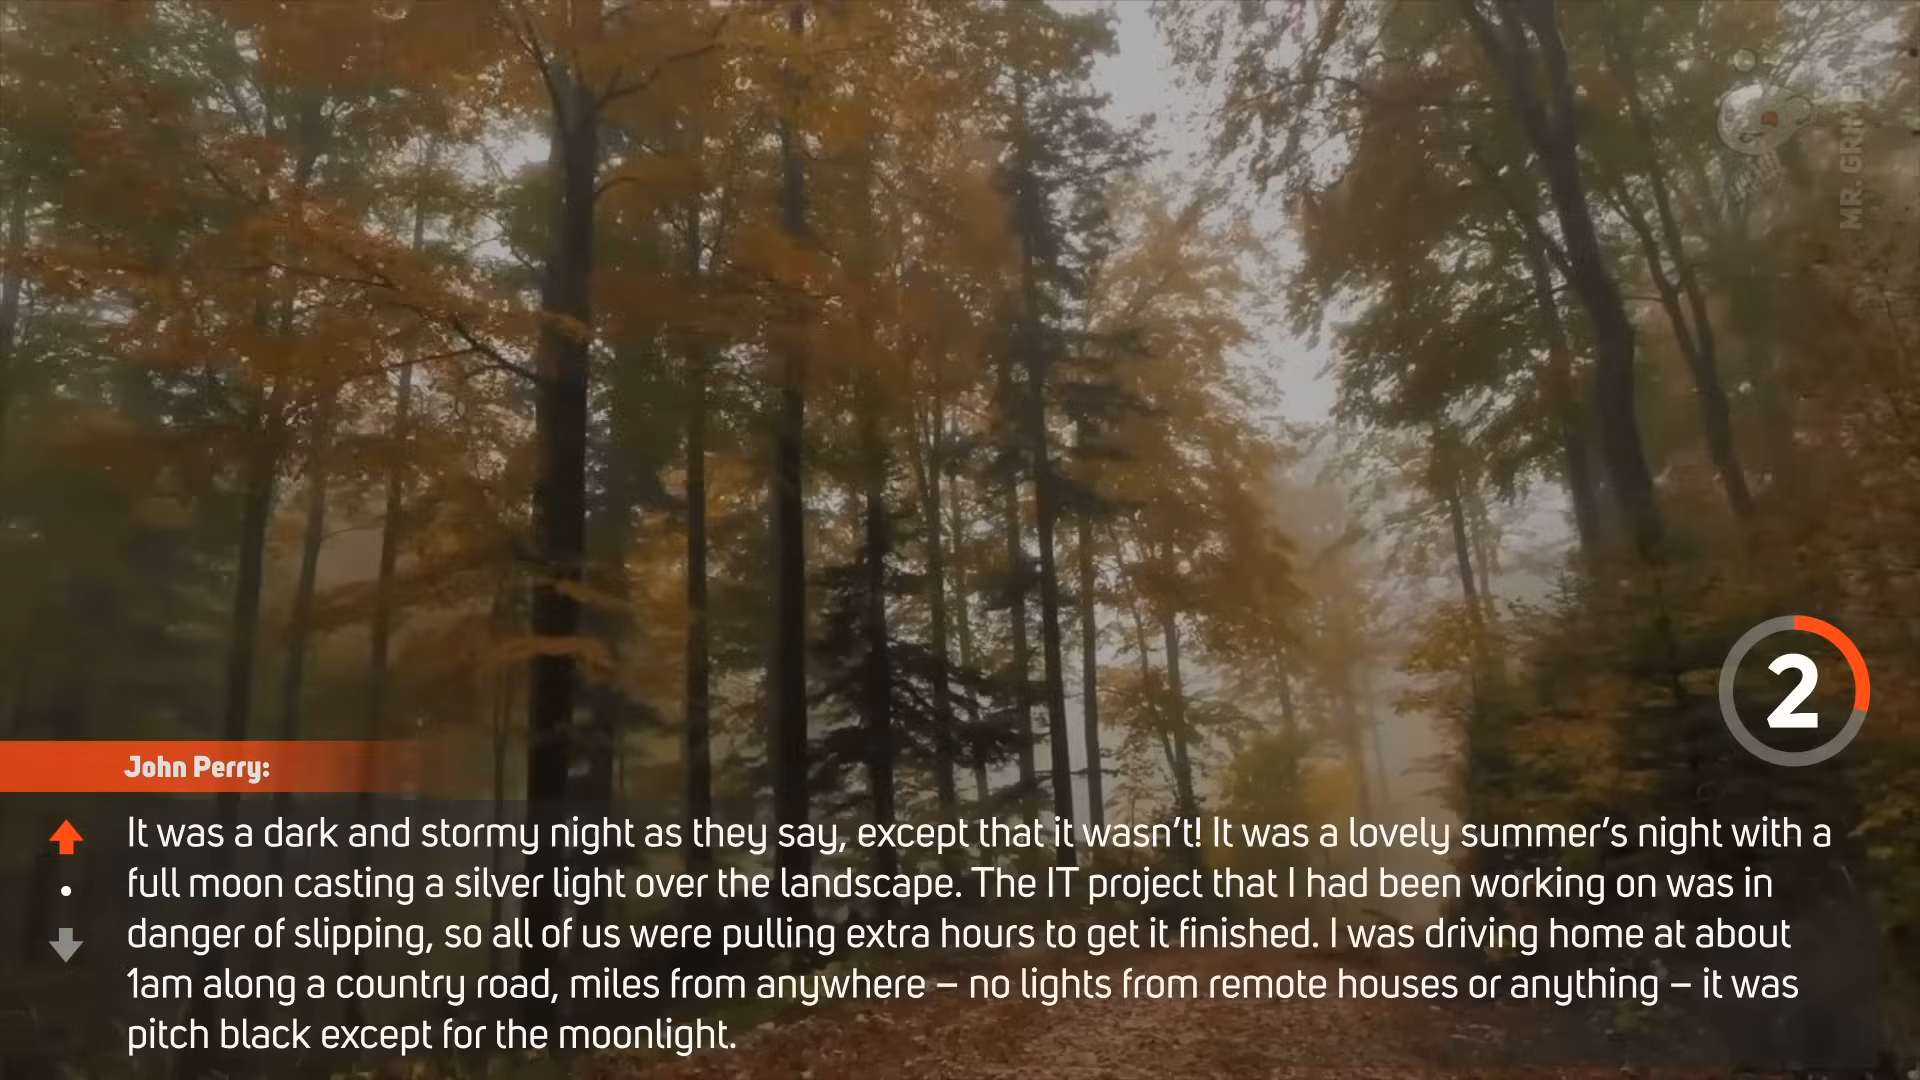 MR. GRIM
2
John Perry:
It was a dark and stormy night as they say, except that it wasn't! It was a lovely summer's night with a
full moon casting a silver light over the landscape. The IT project that I had been working on was in
danger of slipping, so all of us were pulling extra hours to get it finished. I was driving home at about
1am along a country road, miles from anywhere – no lights from remote houses or anything – it was
pitch black except for the moonlight.